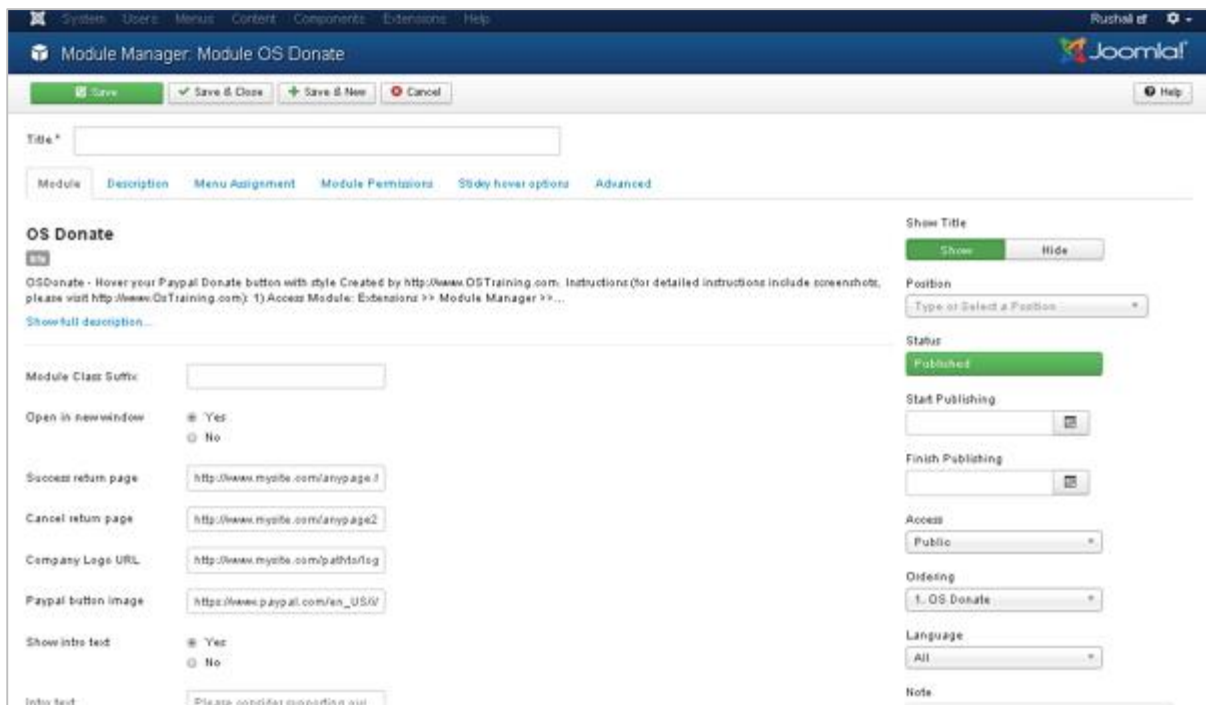 System Users Menus Content Components Extensions Help
Module Manager: Module OS Donate
Joomla!
Save Save & Close Save & New Cancel Help
Title *
Module Description Menu Assignment Module Permissions Sticky hover options Advanced
OS Donate
Site
OSDonate - Hover your Paypal Donate button with style Created by http://www.OSTraining.com. Instructions (for detailed instructions include screenshots,
please visit http://www.OsTraining.com): 1) Access Module: Extensions >> Module Manager >>...
Show full description...
Module Class Suffix
Open in new window
Yes
No
Success return page http://www.mysite.com/anypage.
Cancel return page http://www.mysite.com/anypage2
Company Logo URL http://www.mysite.com/pathto/log
Paypal button image https://www.paypal.com/en_US/i/
Show intro text
Yes
No
Intro text Please consider supporting our
Show Title
Show Hide
Position
Type or Select a Position
Status
Published
Start Publishing
Finish Publishing
Access
Public
Ordering
1. OS Donate
Language
All
Note